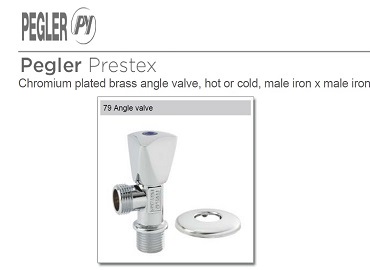 PEGLER PY
Pegler Prestex
Chromium plated brass angle valve, hot or cold, male iron x male iron
79 Angle valve